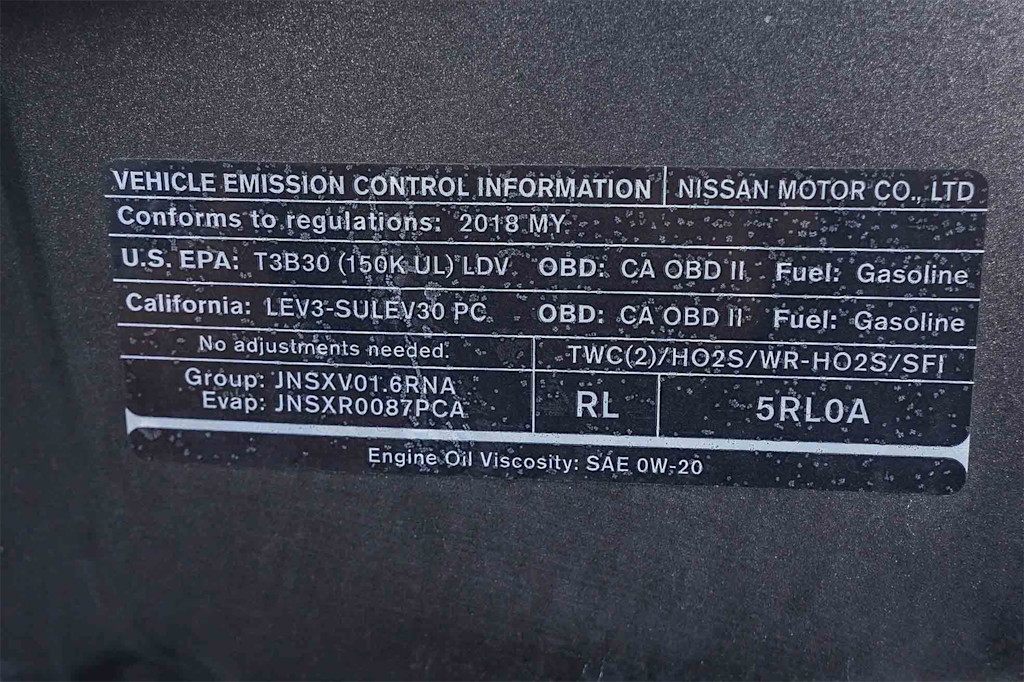 VEHICLE EMISSION CONTROL INFORMATION NISSAN MOTOR CO., LTD
Conforms to regulations: 2018 MY
U.S. EPA: T3B30 (150K UL) LDV OBD: CA OBD II Fuel: Gasoline
California: LEV3-SULEV30 PC OBD: CA OBD II Fuel: Gasoline
No adjustments needed. TWC(2)/HO2S/WR-HO2S/SFI
Group: JNSXV01.6RNA
Evap: JNSXR0087PCA
RL 5RL0A
Engine Oil Viscosity: SAE 0W-20